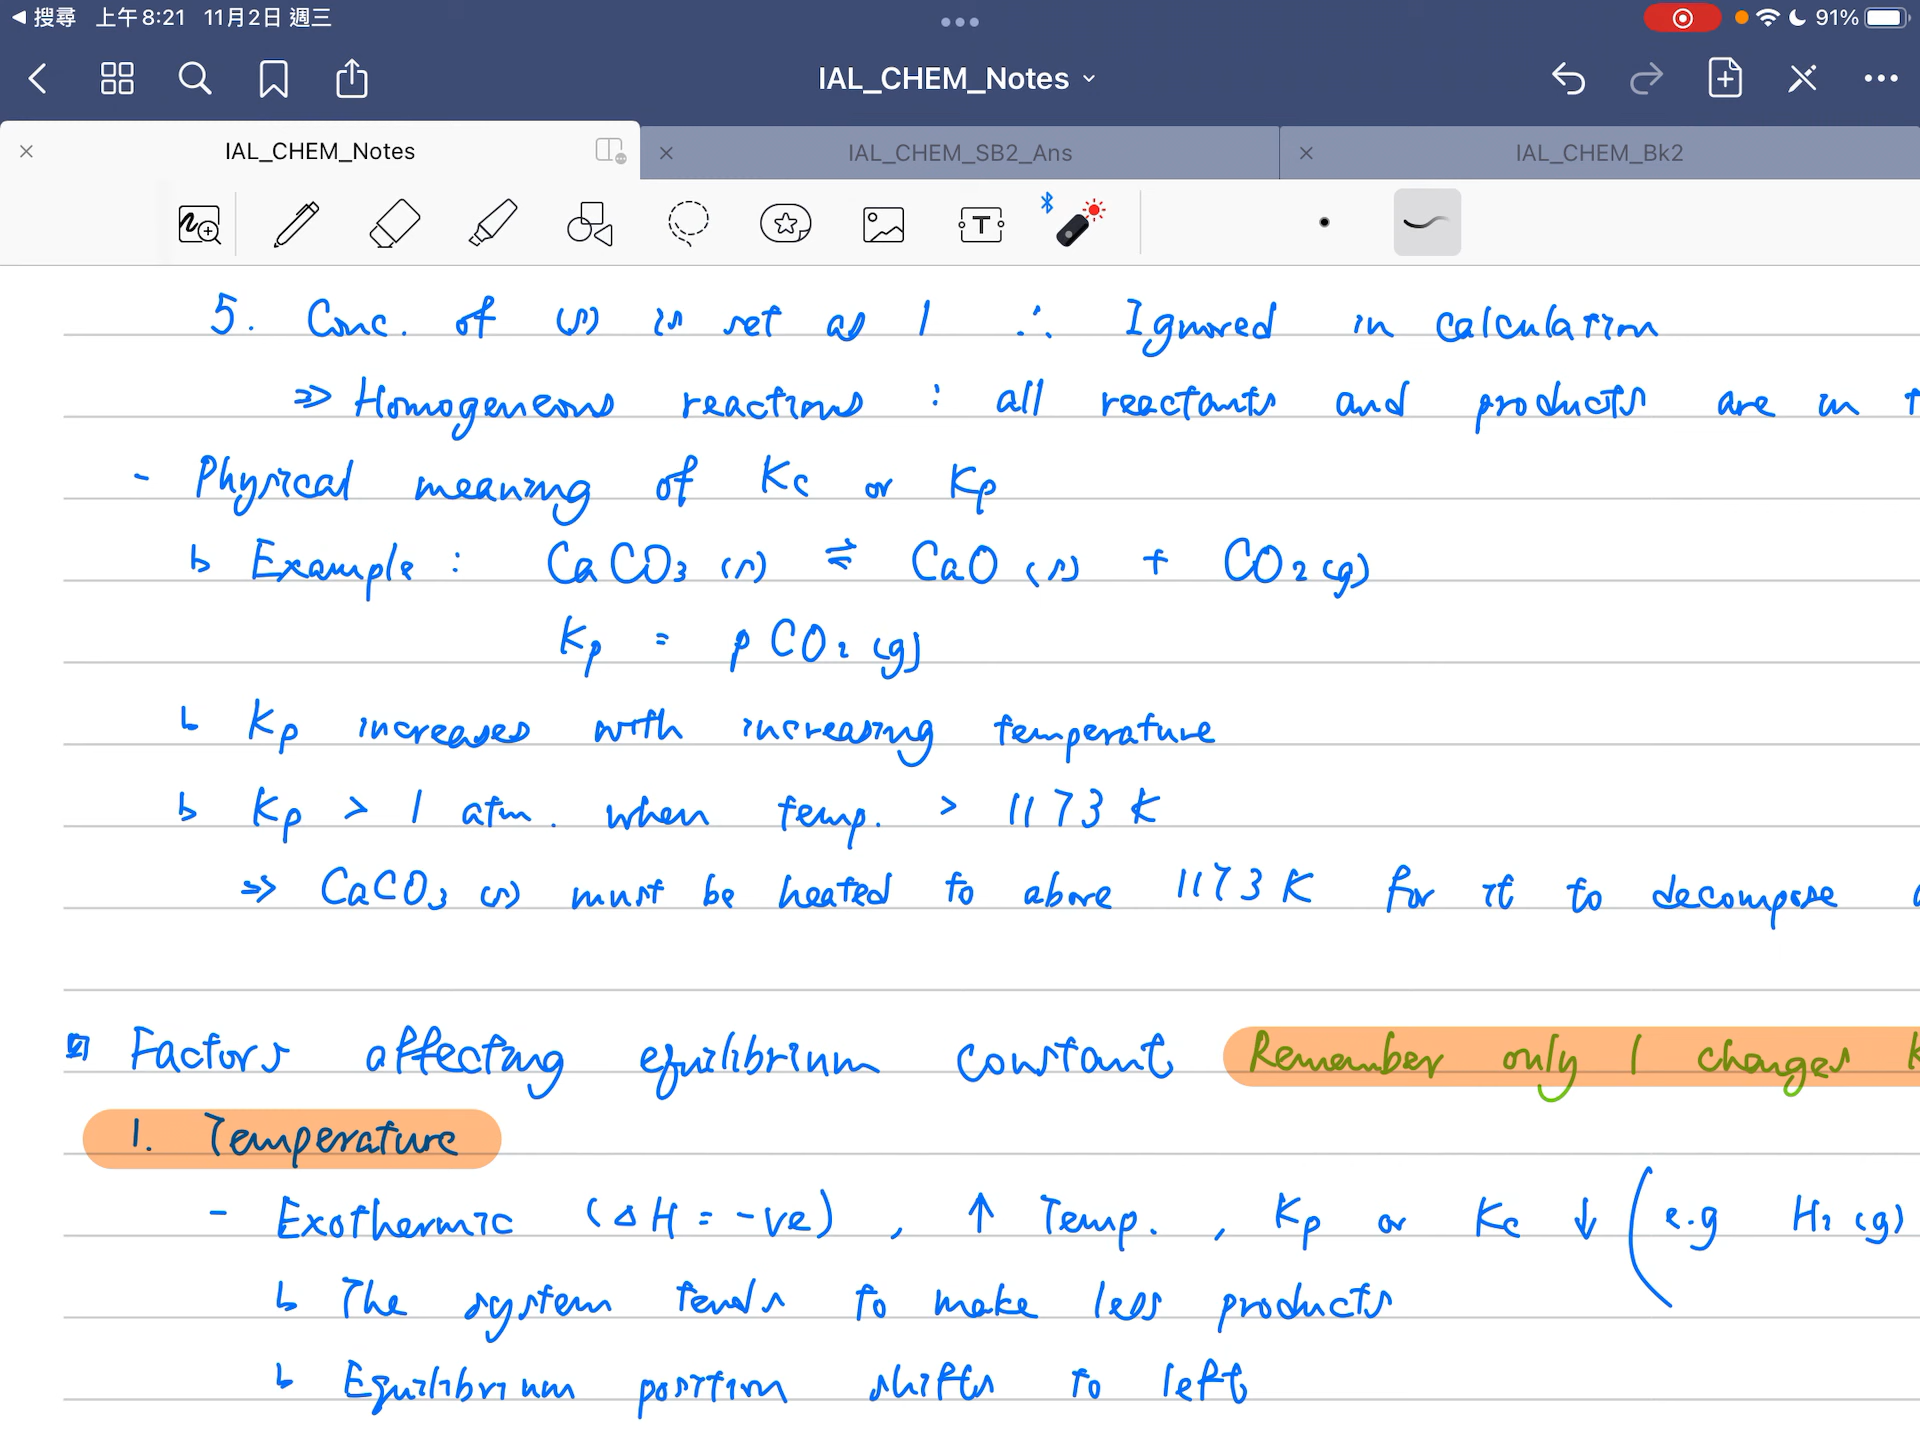 搜尋 上午8:21 11月2日 週三 91%
IAL_CHEM_Notes
IAL_CHEM_Notes IAL_CHEM_SB2_Ans IAL_CHEM_Bk2
5. Conc. of (s) is set as 1 ∴ Ignored in calculation
⇒ Homogeneous reactions : all reactants and products are in
- Physical meaning of Kc or Kp
↳ Example : CaCO₃ (s) ⇌ CaO (s) + CO₂ (g)
Kp = p CO₂ (g)
↳ Kp increases with increasing temperature
↳ Kp > 1 atm. when temp. > 1173 K
⇒ CaCO₃ (s) must be heated to above 1173 K for it to decompose
Factors affecting equilibrium constant Remember only 1 changes K
1. Temperature
- Exothermic (ΔH = -ve) , ↑ Temp. , Kp or Kc ↓ ( e.g H₂ (g)
↳ The system tends to make less products
↳ Equilibrium position shifts to left